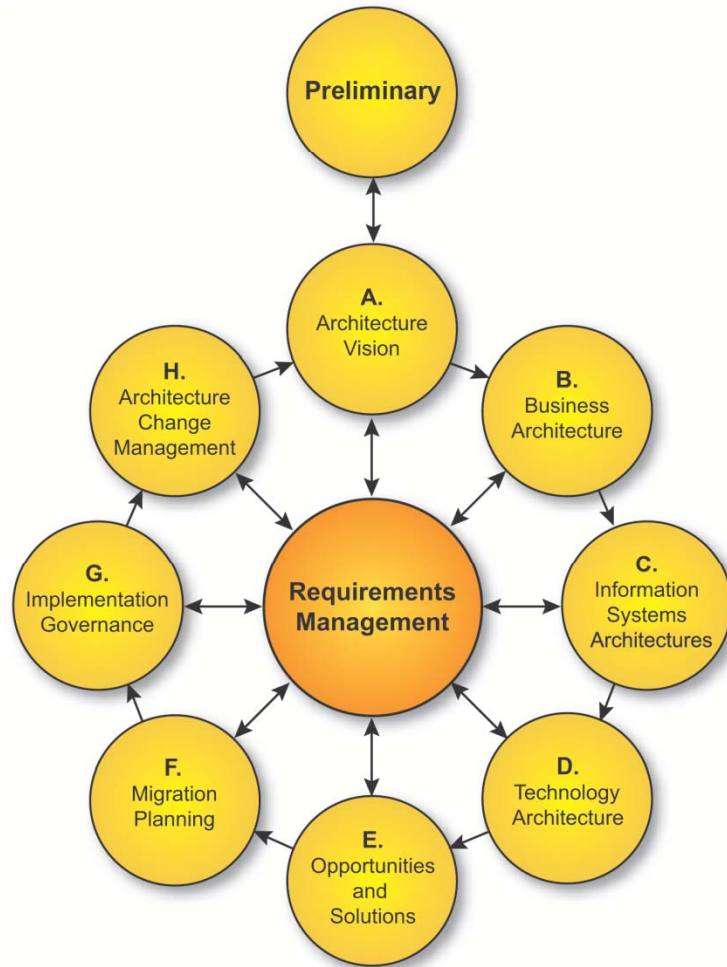 Preliminary
A.
Architecture
Vision
B.
Business
Architecture
C.
Information
Systems
Architectures
D.
Technology
Architecture
E.
Opportunities
and
Solutions
F.
Migration
Planning
G.
Implementation
Governance
H.
Architecture
Change
Management
Requirements
Management